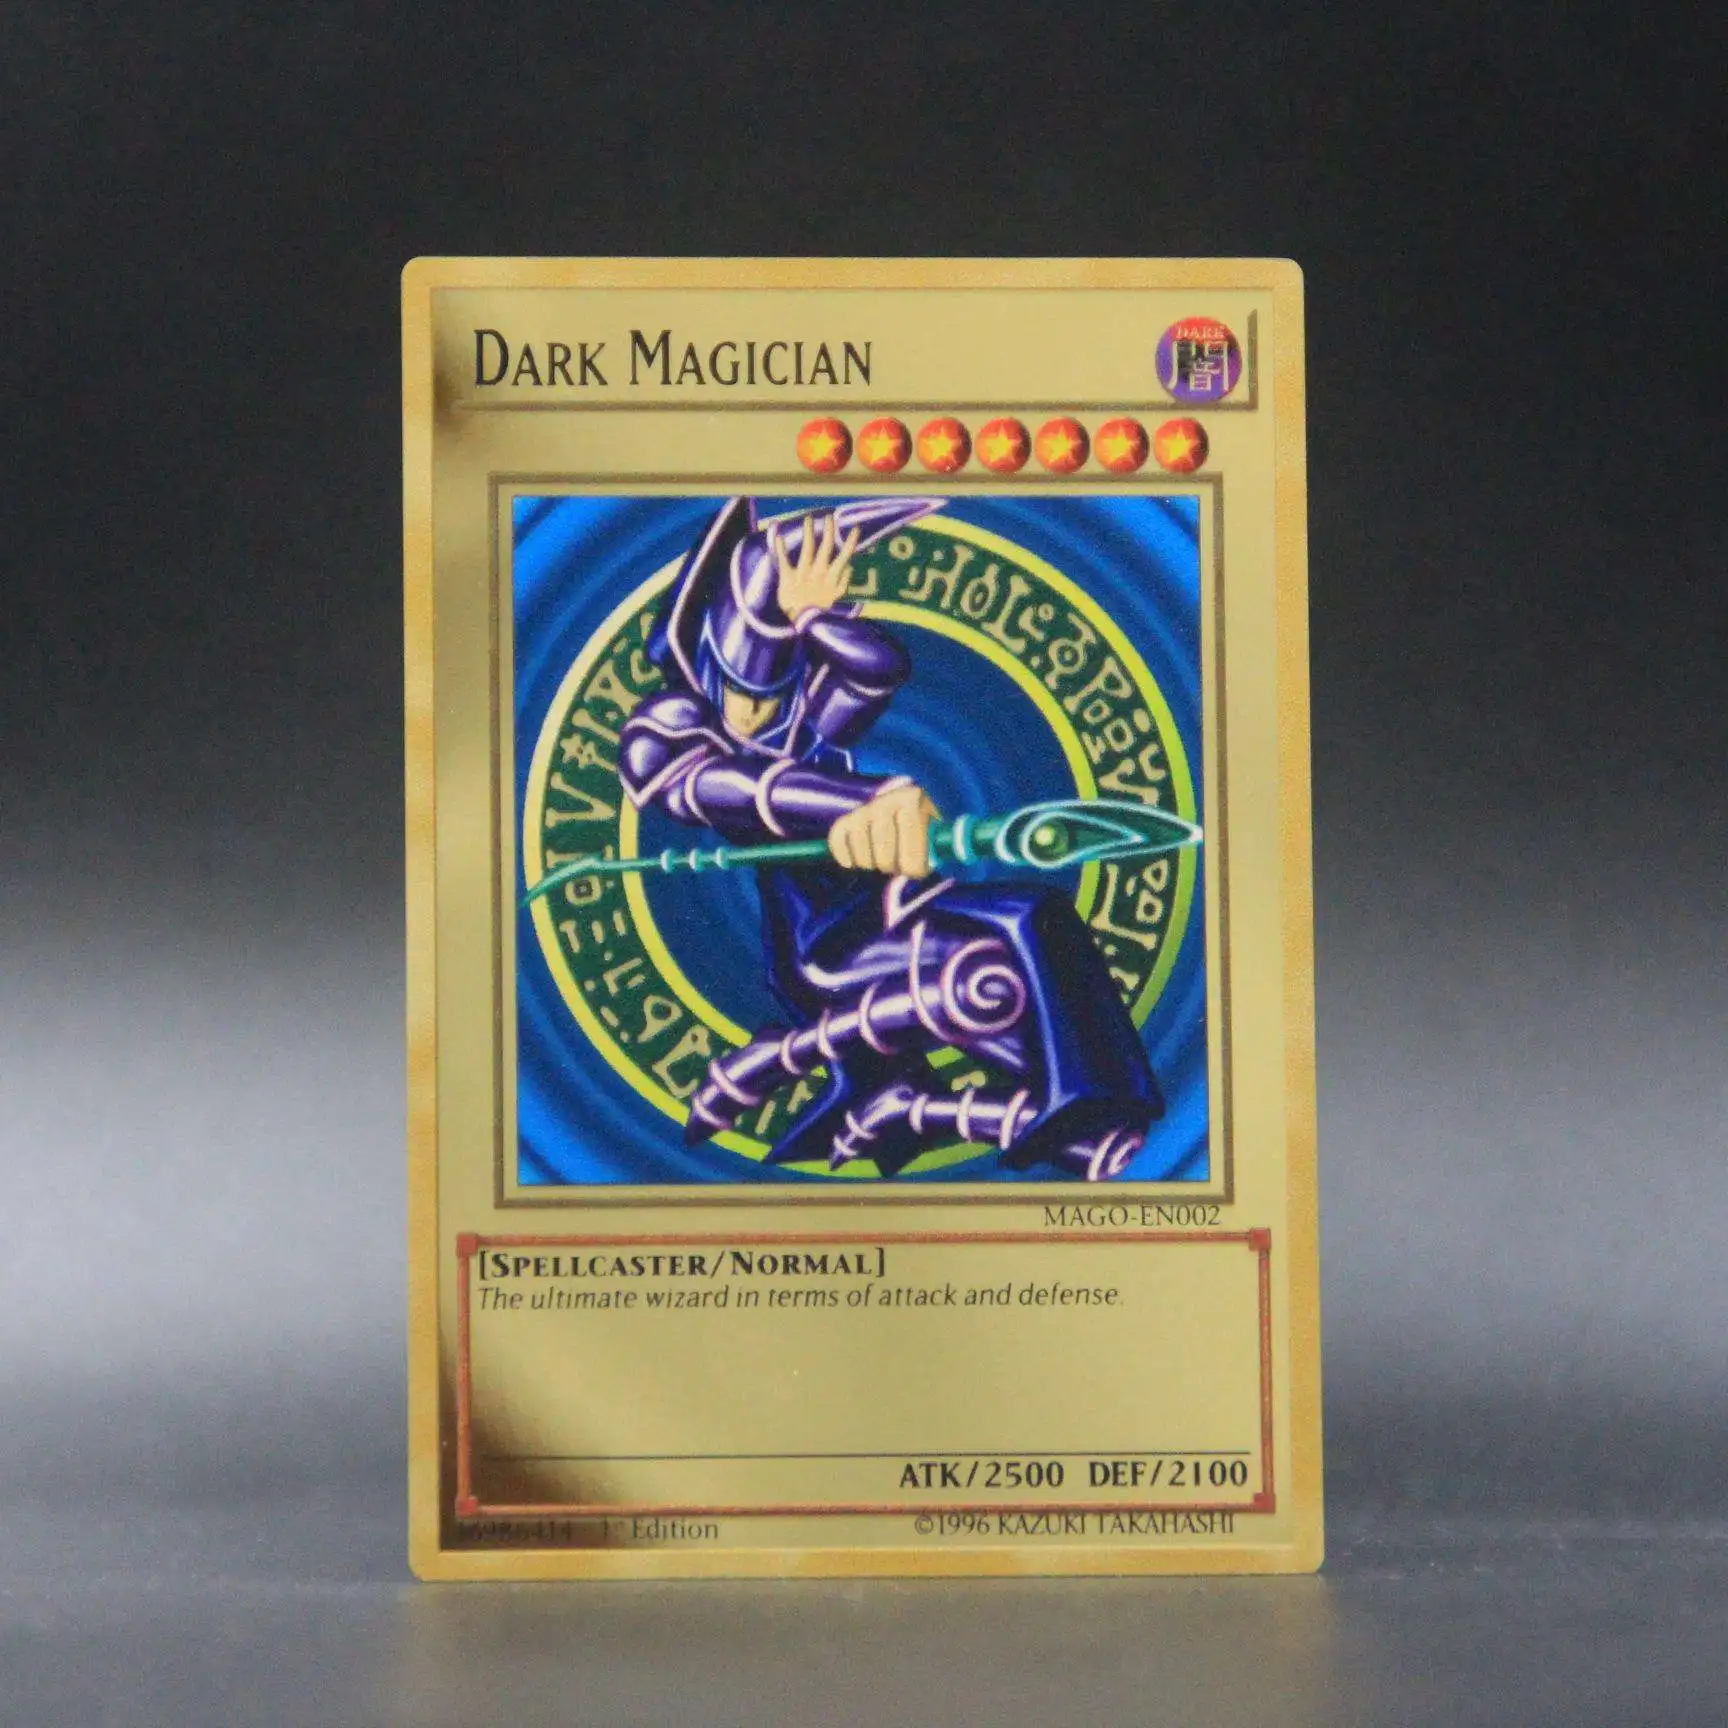 DARK MAGICIAN
DARK
闇
MAGO-EN002
[SPELLCASTER/NORMAL]
The ultimate wizard in terms of attack and defense.
ATK/2500 DEF/2100
1st Edition
©1996 KAZUKI TAKAHASHI